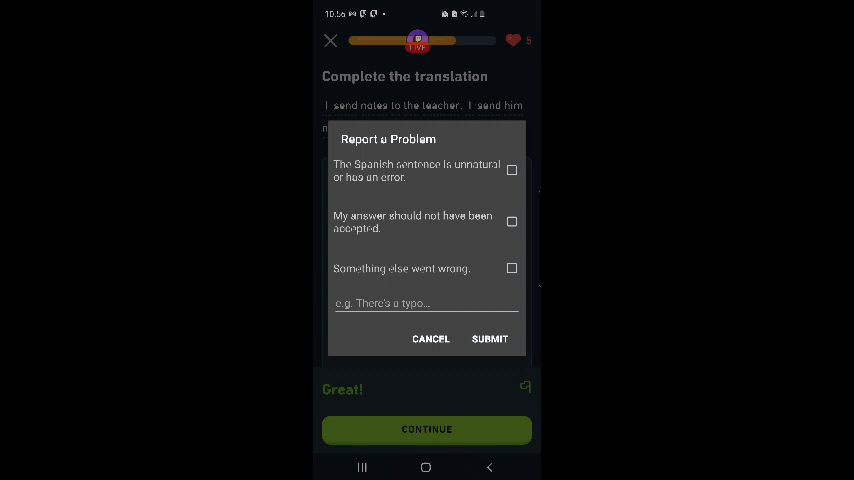 10:56
LIVE
5
Complete the translation
I send notes to the teacher. I send him
n
Report a Problem
The Spanish sentence is unnatural
or has an error.
My answer should not have been
accepted.
Something else went wrong.
e.g. There's a typo...
CANCEL
SUBMIT
Great!
CONTINUE